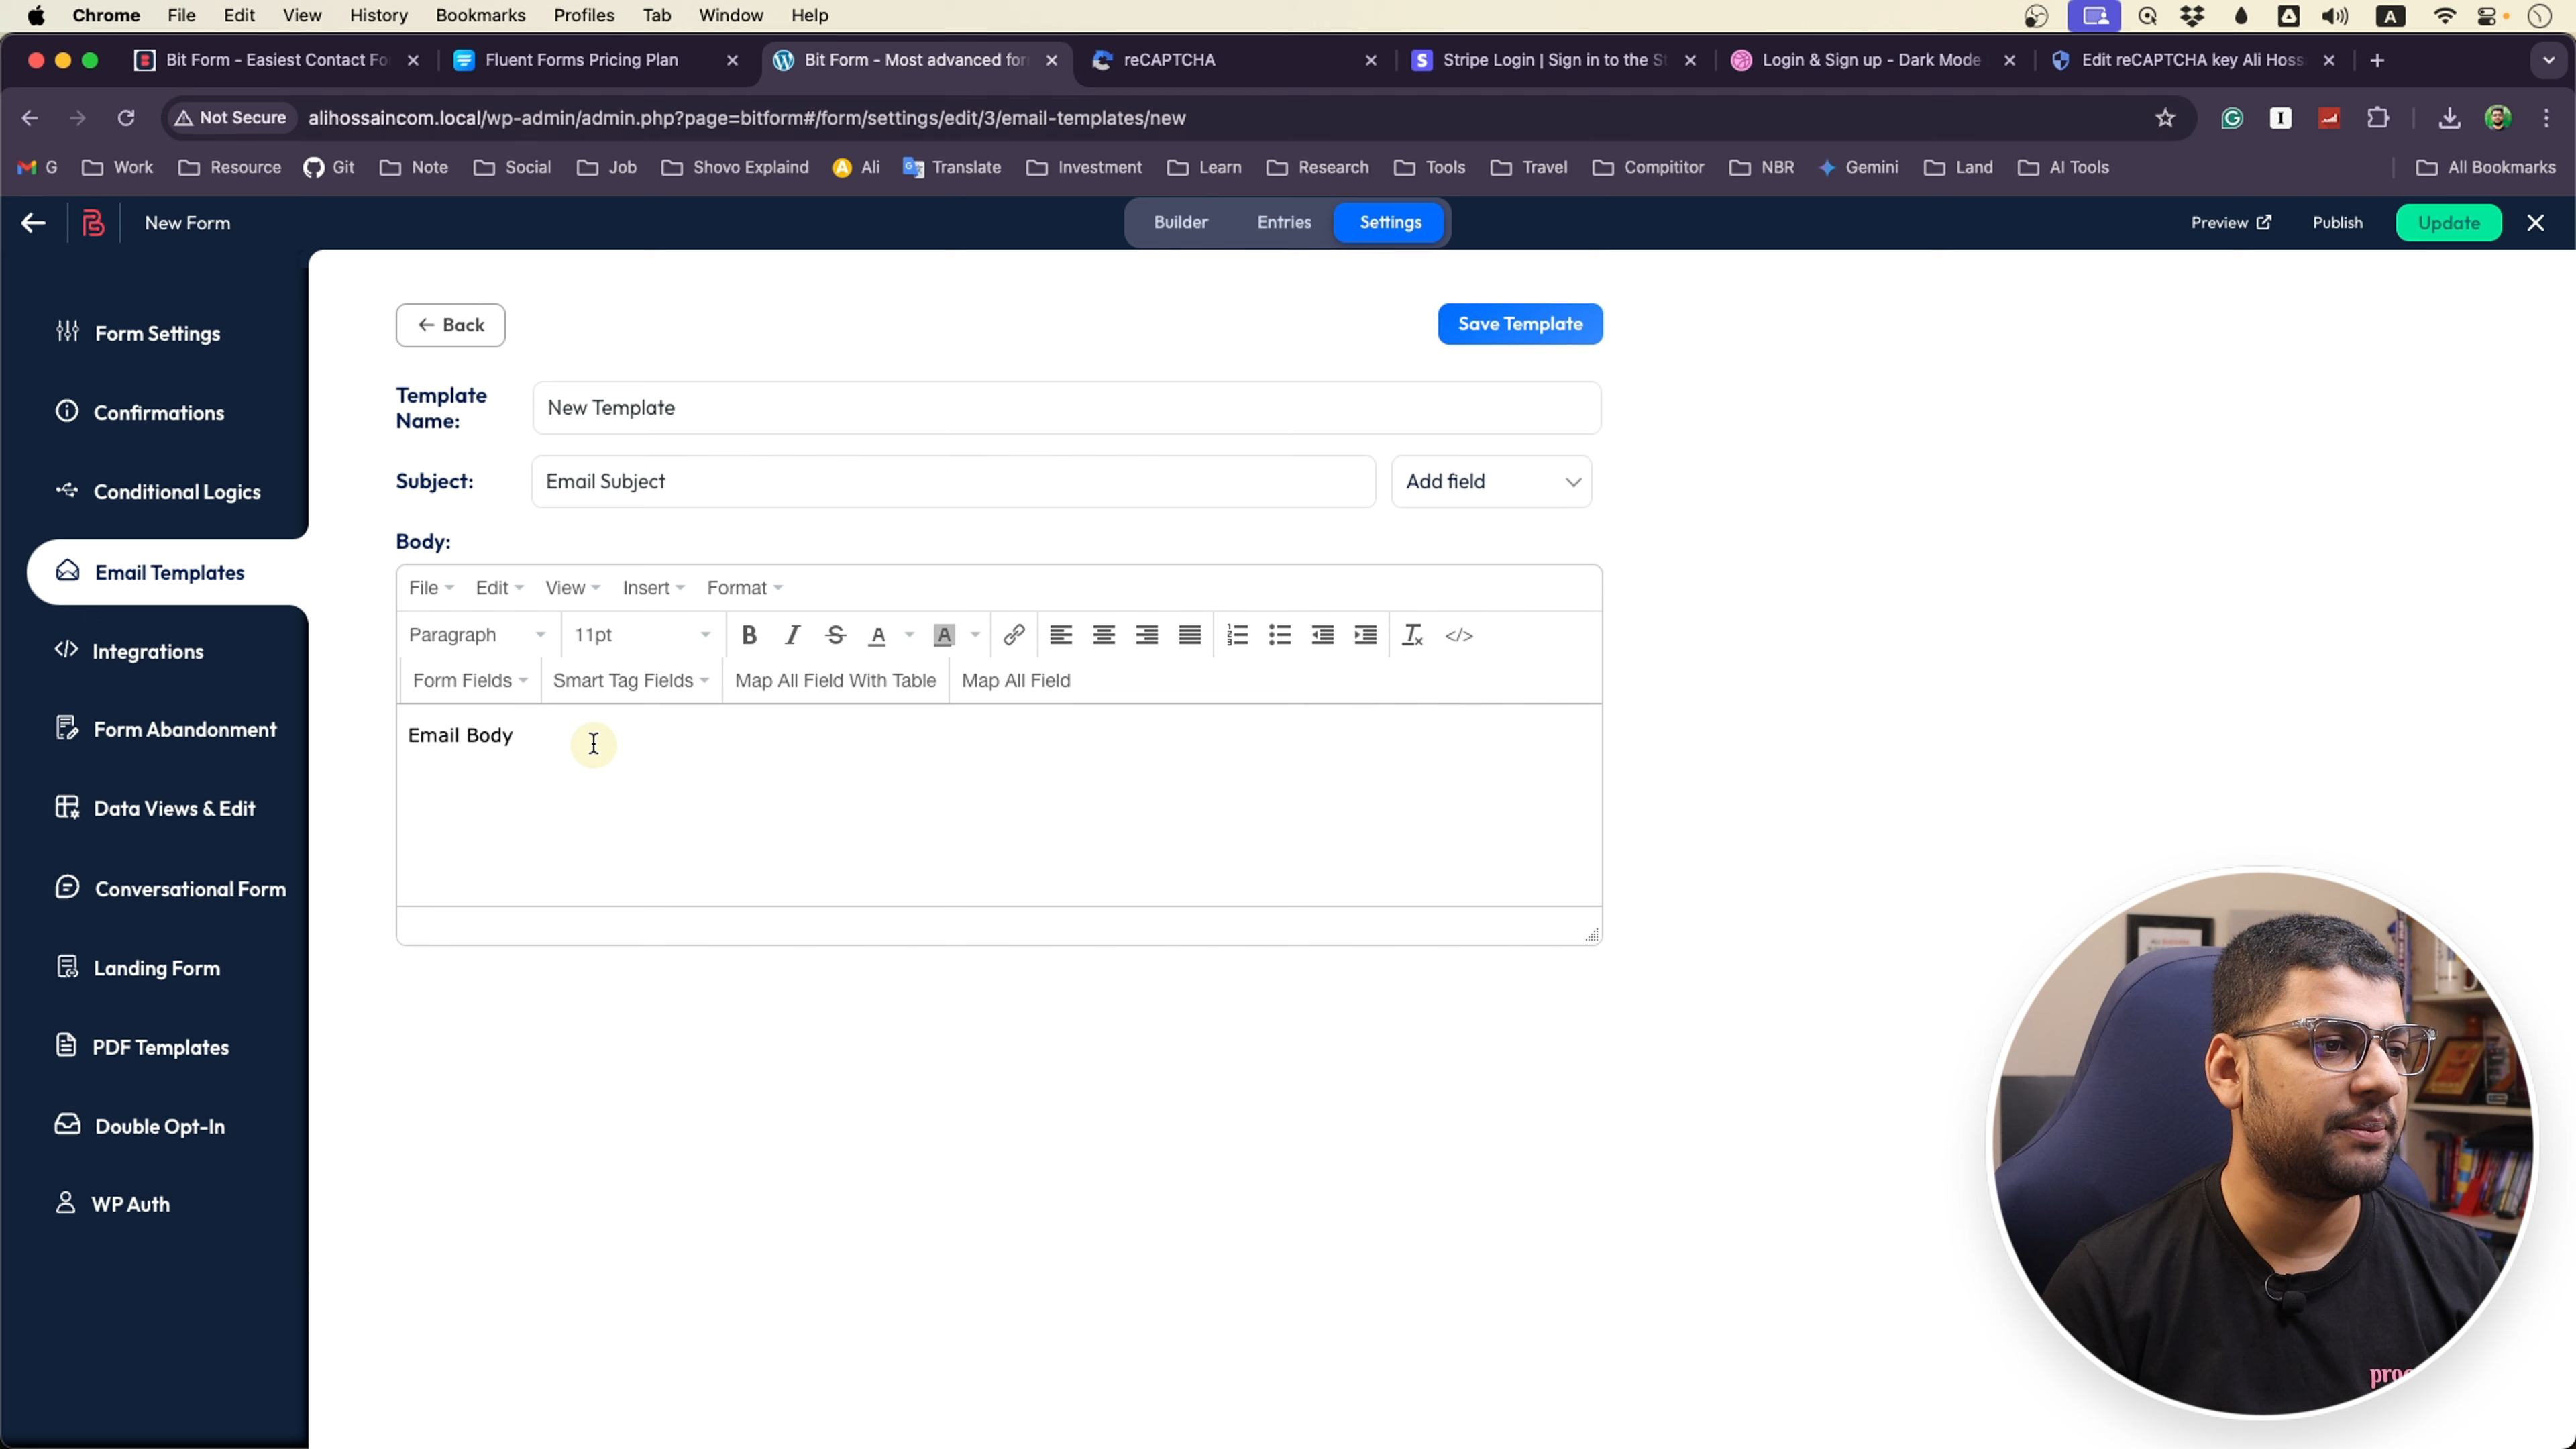 Chrome File Edit View History Bookmarks Profiles Tab Window Help A
Bit Form - Easiest Contact Fo Fluent Forms Pricing Plan Bit Form - Most advanced for reCAPTCHA Stripe Login | Sign in to the S Login & Sign up - Dark Mode Edit reCAPTCHA key Ali Hoss
Not Secure alihossaincom.local/wp-admin/admin.php?page=bitform#/form/settings/edit/3/email-templates/new
G Work Resource Git Note Social Job Shovo Explaind Ali Translate Investment Learn Research Tools Travel Compititor NBR Gemini Land AI Tools All Bookmarks
New Form Builder Entries Settings Preview Publish Update
Form Settings
Confirmations
Conditional Logics
Email Templates
Integrations
Form Abandonment
Data Views & Edit
Conversational Form
Landing Form
PDF Templates
Double Opt-In
WP Auth
Back Save Template
Template Name: New Template
Subject: Email Subject Add field
Body:
File Edit View Insert Format
Paragraph 11pt B I S A A
Form Fields Smart Tag Fields Map All Field With Table Map All Field
Email Body